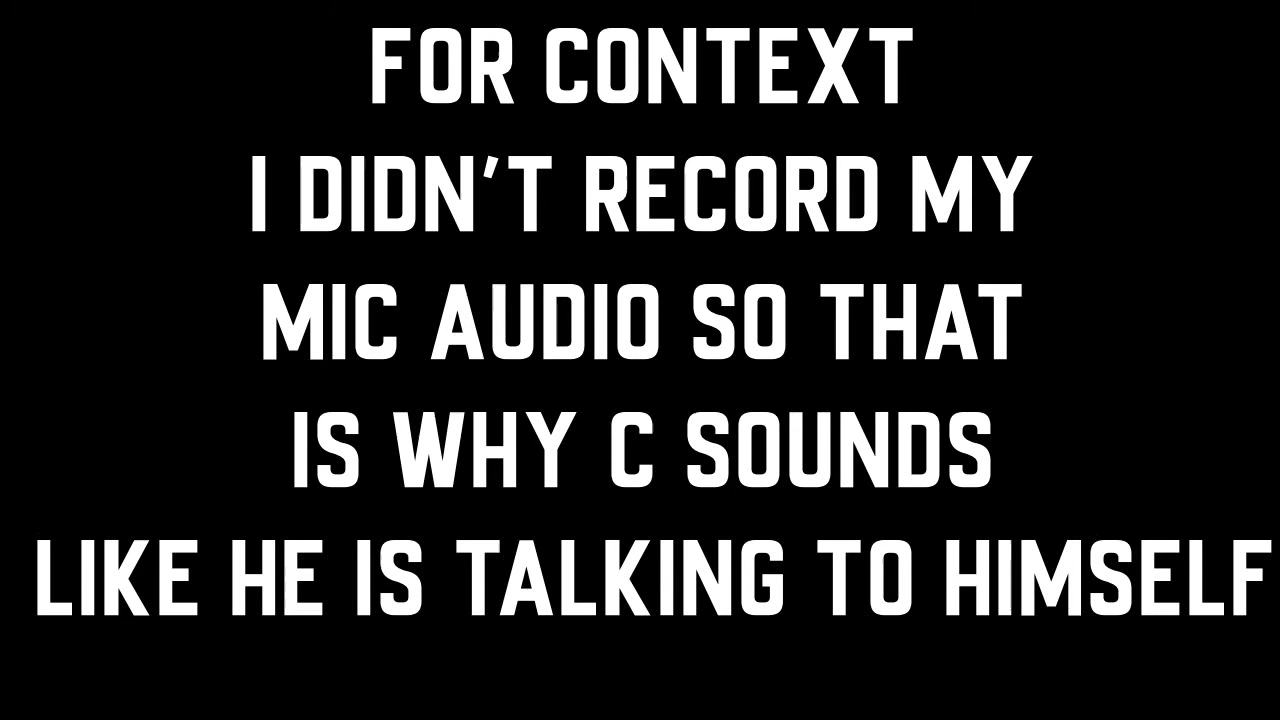 FOR CONTEXT
I DIDN'T RECORD MY
MIC AUDIO SO THAT
IS WHY C SOUNDS
LIKE HE IS TALKING TO HIMSELF